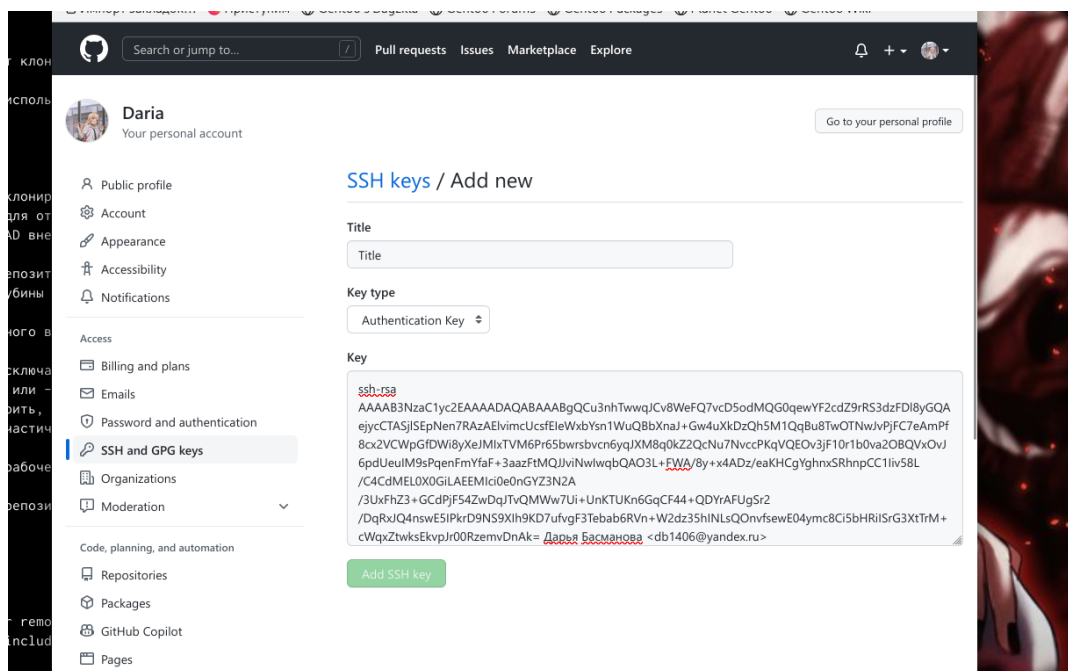 Search or jump to...
/
Pull requests Issues Marketplace Explore
Daria
Your personal account
Go to your personal profile
Public profile
Account
Appearance
Accessibility
Notifications
Access
Billing and plans
Emails
Password and authentication
SSH and GPG keys
Organizations
Moderation
Code, planning, and automation
Repositories
Packages
GitHub Copilot
Pages
SSH keys / Add new
Title
Title
Key type
Authentication Key
Key
ssh-rsa
AAAAB3NzaC1yc2EAAAADAQABAAABgQCu3nhTwwqJCv8WeFQ7vcD5odMQG0qewYF2cdZ9rRS3dzFDl8yGQA
ejycCTASjlSEpNen7RAzAElvimcUcsfEleWxbYsn1WuQBbXnaJ+Gw4uXkDzQh5M1QqBu8TwOTNwJvPjFC7eAmPf
8cx2VCWpGfDWi8yXeJMIxTVM6Pr65bwrsbvcn6yqJXM8q0kZ2QcNu7NvccPKqVQEOv3jF10r1b0va2OBQVxOvJ
6pdUeuIM9sPqenFmYfaF+3aazFtMQJJviNwlwqbQAO3L+FWA/8y+x4ADz/eaKHCgYghnxSRhnpCC1Iiv58L
/C4CdMEL0X0GiLAEEMIci0e0nGYZ3N2A
/3UxFhZ3+GCdPjF54ZwDqJTvQMWw7Ui+UnKTUKn6GqCF44+QDYrAFUgSr2
/DqRxJQ4nswE5IPkrD9NS9XIh9KD7ufvgF3Tebab6RVn+W2dz35hINLsQOnvfsewE04ymc8Ci5bHRiISrG3XtTrM+
cWqxZtwksEkvpJr00RzemvDnAk= Дарья Басманова <db1406@yandex.ru>
Add SSH key